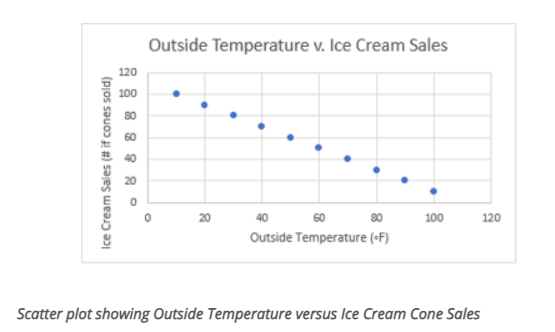 Outside Temperature v. Ice Cream Sales
Ice Cream Sales (# if cones sold)
120
100
80
60
40
20
0
0 20 40 60 80 100 120
Outside Temperature (∘F)
Scatter plot showing Outside Temperature versus Ice Cream Cone Sales